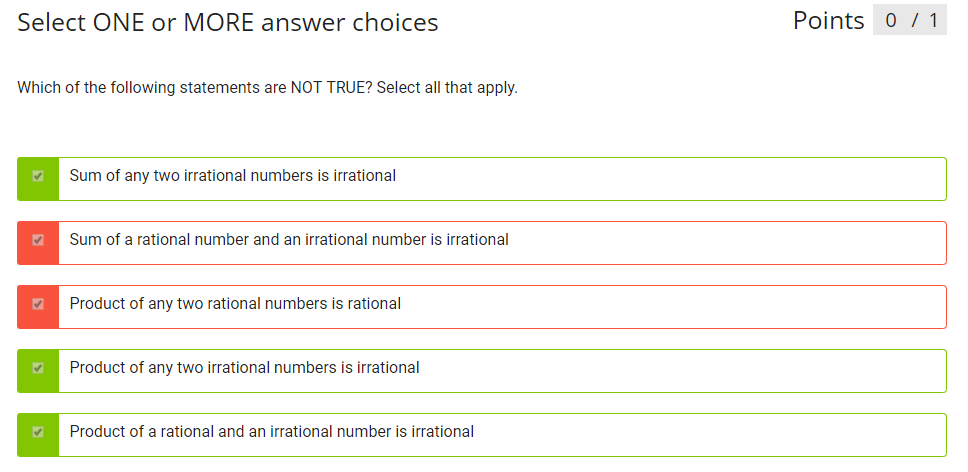 Select ONE or MORE answer choices
Points 0 / 1
Which of the following statements are NOT TRUE? Select all that apply.
Sum of any two irrational numbers is irrational
Sum of a rational number and an irrational number is irrational
Product of any two rational numbers is rational
Product of any two irrational numbers is irrational
Product of a rational and an irrational number is irrational